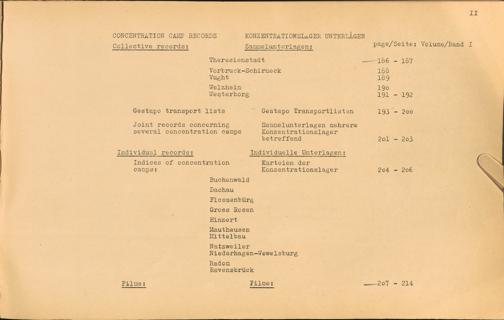 II
CONCENTRATION CAMP RECORDS KONZENTRATIONSLAGER UNTERLAGEN
Collective records: Sammelunterlagen: page/Seite: Volume/Band I
Theresienstadt 186 - 187
Vorbruck-Schirmeck 188
Vught 189
Welzheim 190
Westerborg 191 - 192
Gestapo transport lists Gestapo Transportlisten 193 - 200
Joint records concerning Sammelunterlagen mehrere
several concentration camps Konzentrationslager
betreffend 201 - 203
Individual records: Individuelle Unterlagen:
Indices of concentration Karteien der
camps: Konzentrationslager 204 - 206
Buchenwald
Dachau
Flossenbürg
Gross Rosen
Hinzert
Mauthausen
Mittelbau
Natzweiler
Niederhagen-Wewelsburg
Ravensbrück
Films: Filme: 207 - 214